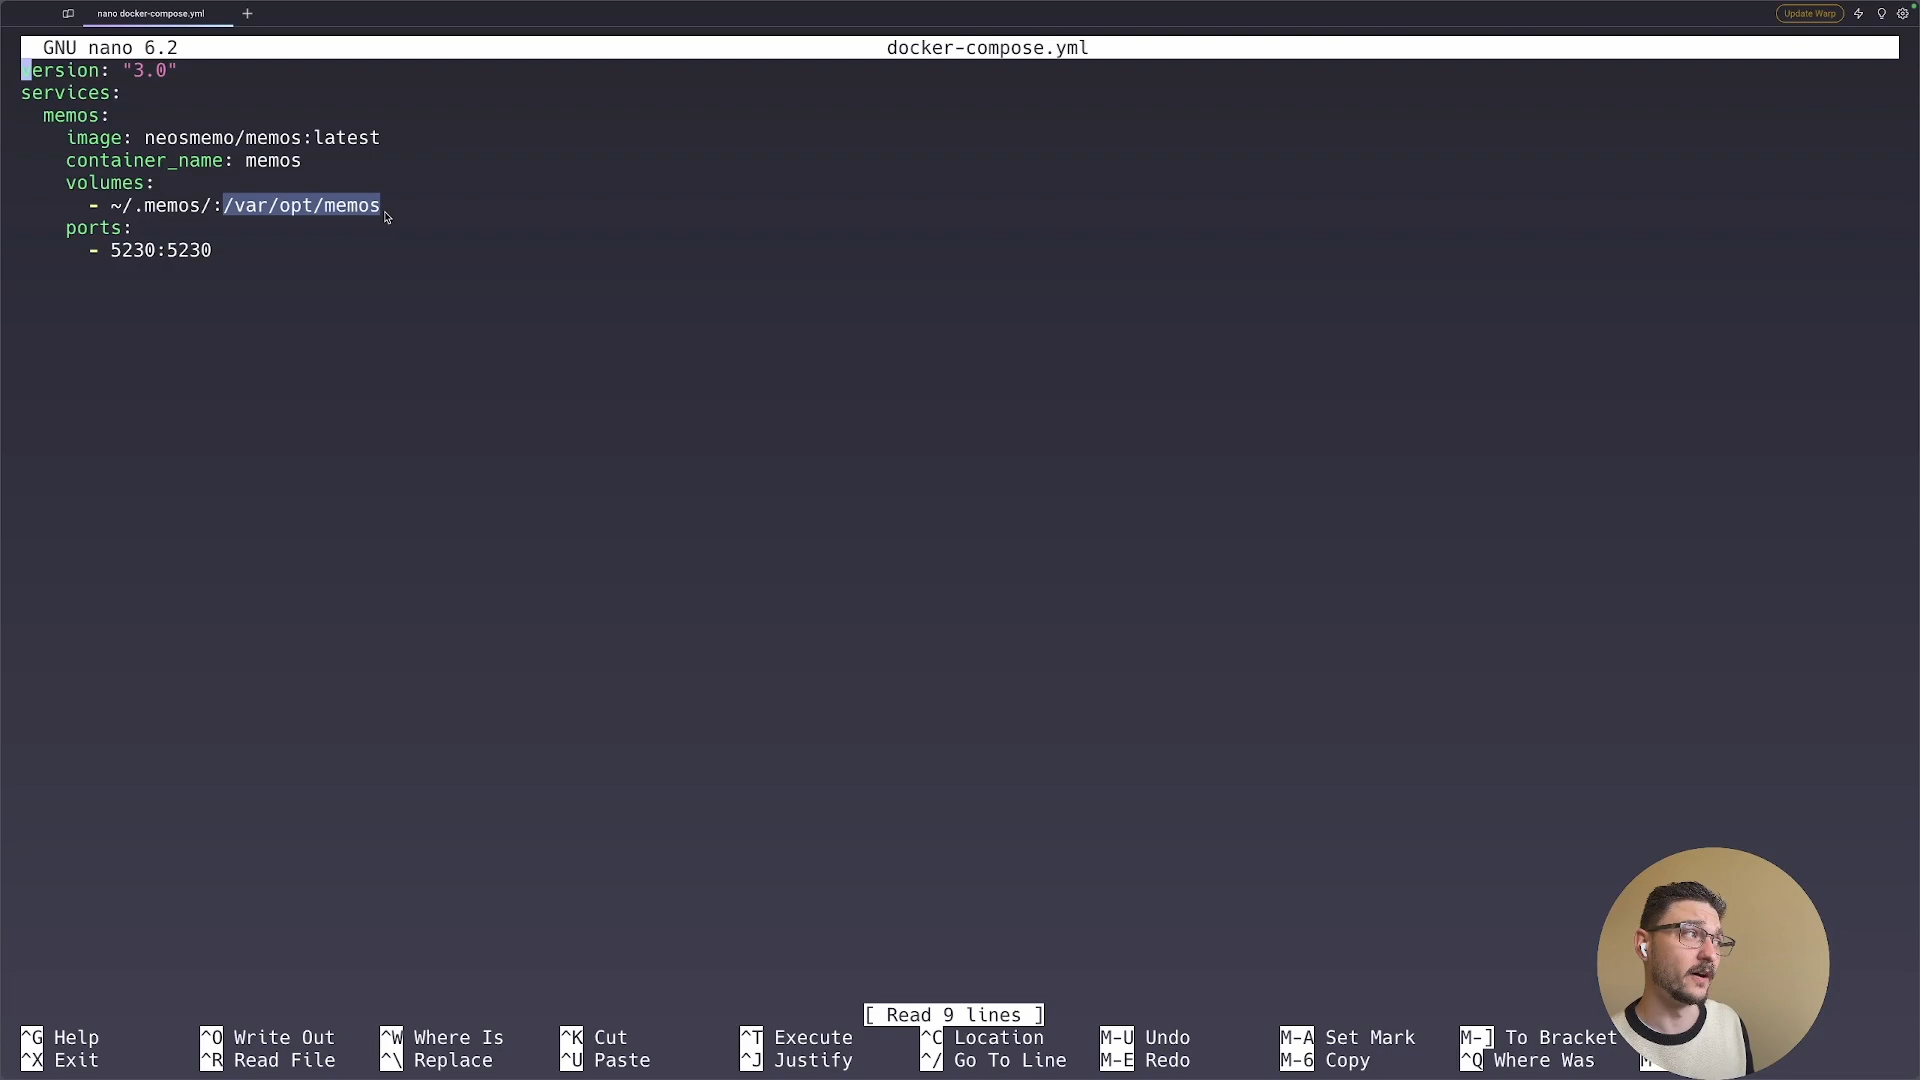 nano docker-compose.yml
Update Warp
GNU nano 6.2 docker-compose.yml
version: "3.0"
services:
  memos:
    image: neosmemo/memos:latest
    container_name: memos
    volumes:
      - ~/.memos/:/var/opt/memos
    ports:
      - 5230:5230
[ Read 9 lines ]
^G Help ^O Write Out ^W Where Is ^K Cut ^T Execute ^C Location M-U Undo M-A Set Mark M-] To Bracket
^X Exit ^R Read File ^\ Replace ^U Paste ^J Justify ^/ Go To Line M-E Redo M-6 Copy ^Q Where Was